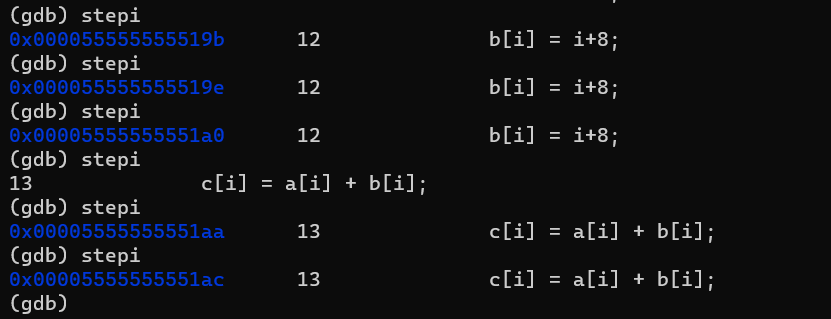 (gdb) stepi
0x000055555555519b      12              b[i] = i+8;
(gdb) stepi
0x000055555555519e      12              b[i] = i+8;
(gdb) stepi
0x00005555555551a0      12              b[i] = i+8;
(gdb) stepi
13              c[i] = a[i] + b[i];
(gdb) stepi
0x00005555555551aa      13              c[i] = a[i] + b[i];
(gdb) stepi
0x00005555555551ac      13              c[i] = a[i] + b[i];
(gdb)